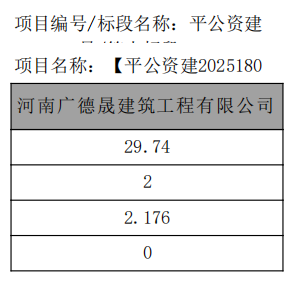 项目编号/标段名称: 平公资建
项目名称: 【平公资建2025180
河南广德晟建筑工程有限公司
29.74
2
2.176
0